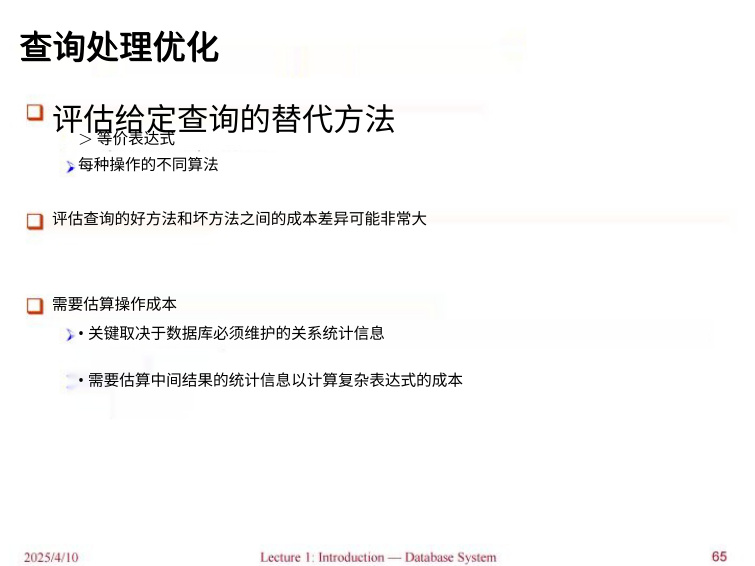 查询处理优化
评估给定查询的替代方法
＞等价表达式
每种操作的不同算法
评估查询的好方法和坏方法之间的成本差异可能非常大
需要估算操作成本
• 关键取决于数据库必须维护的关系统计信息
• 需要估算中间结果的统计信息以计算复杂表达式的成本
2025/4/10 Lecture 1: Introduction — Database System 65